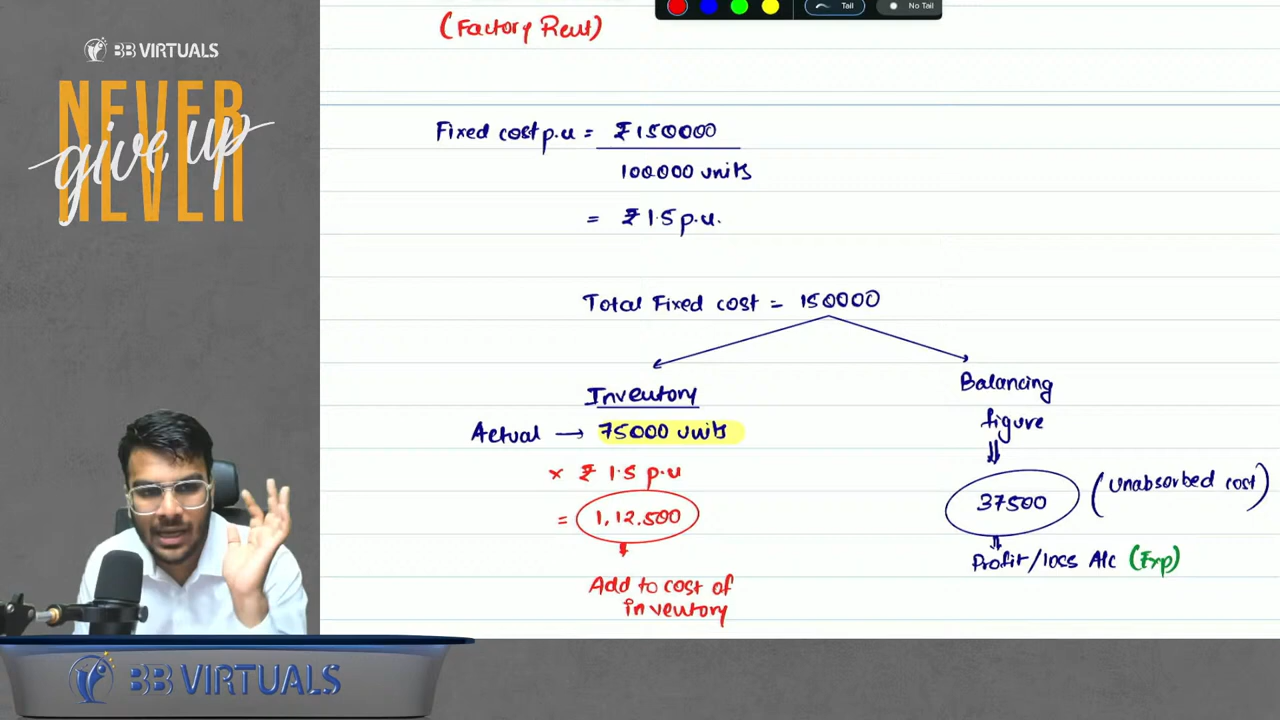 BB VIRTUALS
NEVER
give up
NEVER
Tail
No Tail
(Factory Rent)
Fixed cost p.u = ₹150000
100000 units
= ₹1.5 p.u.
Total Fixed cost = 150000
Inventory
Actual → 75000 units
× ₹ 1.5 p.u
= 1,12,500
Add to cost of
inventory
Balancing
figure
37500
(Unabsorbed cost)
Profit/loss A/c (Exp)
BB VIRTUALS